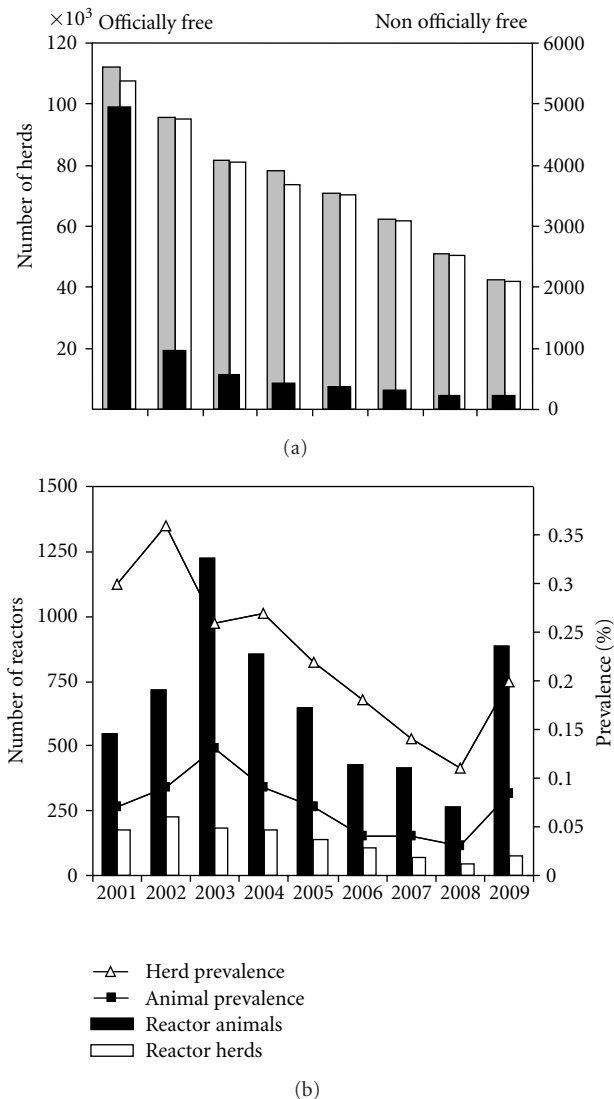 ×10³ Officially free Non officially free
120 6000
100 5000
80 4000
60 3000
40 2000
20 1000
0
Number of herds
(a)
1500
1250 0.35
0.3
1000 0.25
750 0.2
0.15
500 0.1
250 0.05
0 0
Number of reactors
Prevalence (%)
2001 2002 2003 2004 2005 2006 2007 2008 2009
Herd prevalence
Animal prevalence
Reactor animals
Reactor herds
(b)